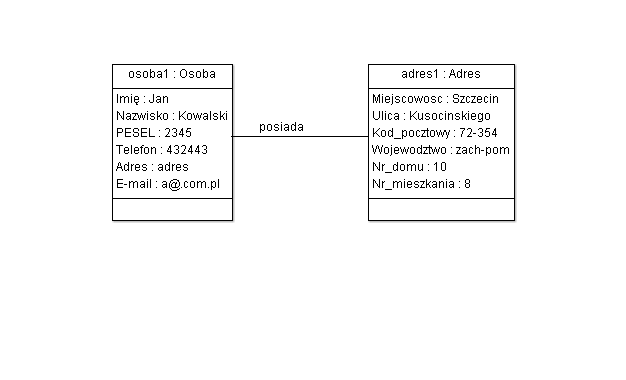 osoba1 : Osoba
Imię : Jan
Nazwisko : Kowalski
PESEL : 2345
Telefon : 432443
Adres : adres
E-mail : a@.com.pl
posiada
adres1 : Adres
Miejscowosc : Szczecin
Ulica : Kusocinskiego
Kod_pocztowy : 72-354
Wojewodztwo : zach-pom
Nr_domu : 10
Nr_mieszkania : 8